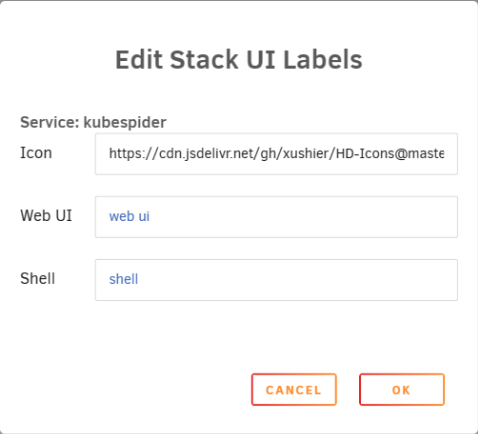 Edit Stack UI Labels
Service: kubespider
Icon https://cdn.jsdelivr.net/gh/xushier/HD-Icons@maste
Web UI web ui
Shell shell
CANCEL OK